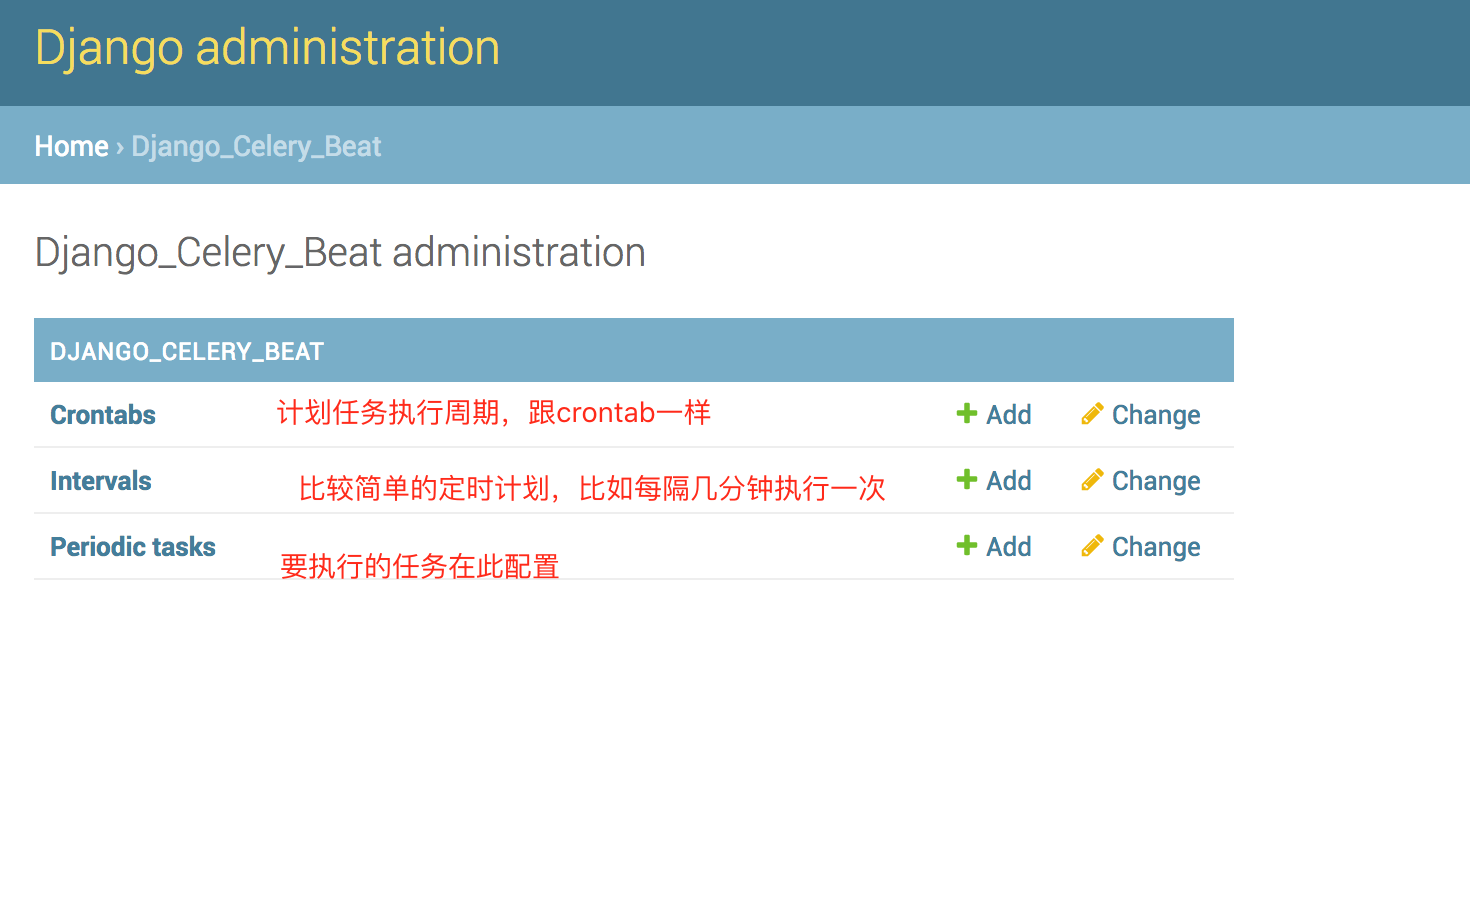 Django administration
Home › Django_Celery_Beat
Django_Celery_Beat administration
DJANGO_CELERY_BEAT
Crontabs 计划任务执行周期，跟crontab一样 Add Change
Intervals 比较简单的定时计划，比如每隔几分钟执行一次 Add Change
Periodic tasks 要执行的任务在此配置 Add Change